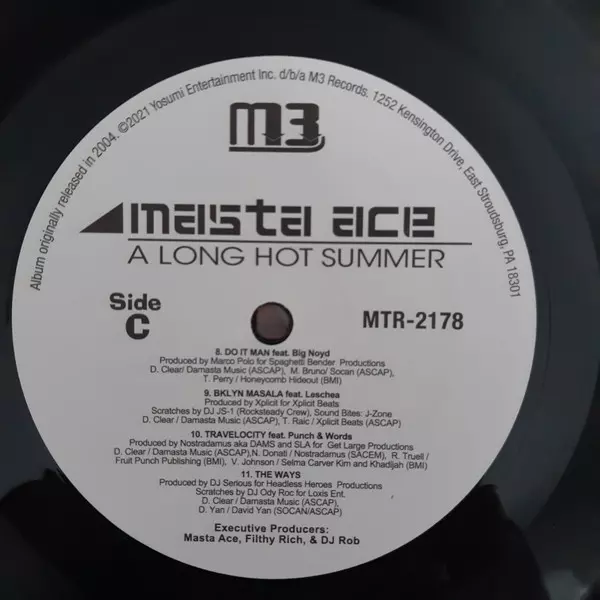 Album originally released in 2004. ©2021 Yosumi Entertainment Inc. d/b/a M3 Records. 1252 Kensington Drive, East Stroudsburg, PA 18301
M3
masta ace
A LONG HOT SUMMER
Side
C
MTR-2178
8. DO IT MAN feat. Big Noyd
Produced by Marco Polo for Spaghetti Bender Productions
D. Clear/ Damasta Music (ASCAP), M. Bruno/ Socan (ASCAP),
T. Perry / Honeycomb Hideout (BMI)
9. BKLYN MASALA feat. Leschea
Produced by Xplicit for Xplicit Beats
Scratches by DJ JS-1 (Rocksteady Crew), Sound Bites: J-Zone
D. Clear / Damasta Music (ASCAP), T. Raic / Xplicit Beats (ASCAP)
10. TRAVELOCITY feat. Punch & Words
Produced by Nostradamus aka DAMS and SLA for Get Large Productions
D. Clear / Damasta Music (ASCAP),N. Donati / Nostradamus (SACEM), R. Truell /
Fruit Punch Publishing (BMI), V. Johnson / Selma Carver Kim and Khadijah (BMI)
11. THE WAYS
Produced by DJ Serious for Headless Heroes Productions
Scratches by DJ Ody Roc for Loxis Ent.
D. Clear / Damasta Music (ASCAP)
D. Yan / David Yan (SOCAN/ASCAP)
Executive Producers:
Masta Ace, Filthy Rich, & DJ Rob